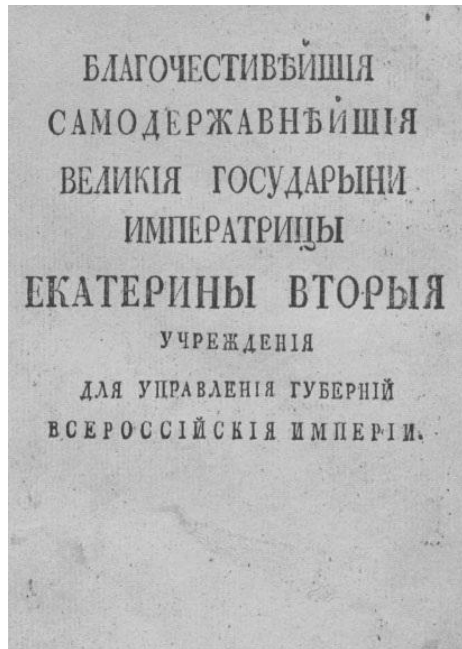 БЛАГОЧЕСТИВѢЙШІЯ
САМОДЕРЖАВНѢЙШІЯ
ВЕЛИКІЯ ГОСУДАРЫНИ
ИМПЕРАТРИЦЫ
ЕКАТЕРИНЫ ВТОРЫЯ
УЧРЕЖДЕНІЯ
ДЛЯ УПРАВЛЕНІЯ ГУБЕРНІЙ
ВСЕРОССІЙСКІЯ ИМПЕРІИ.